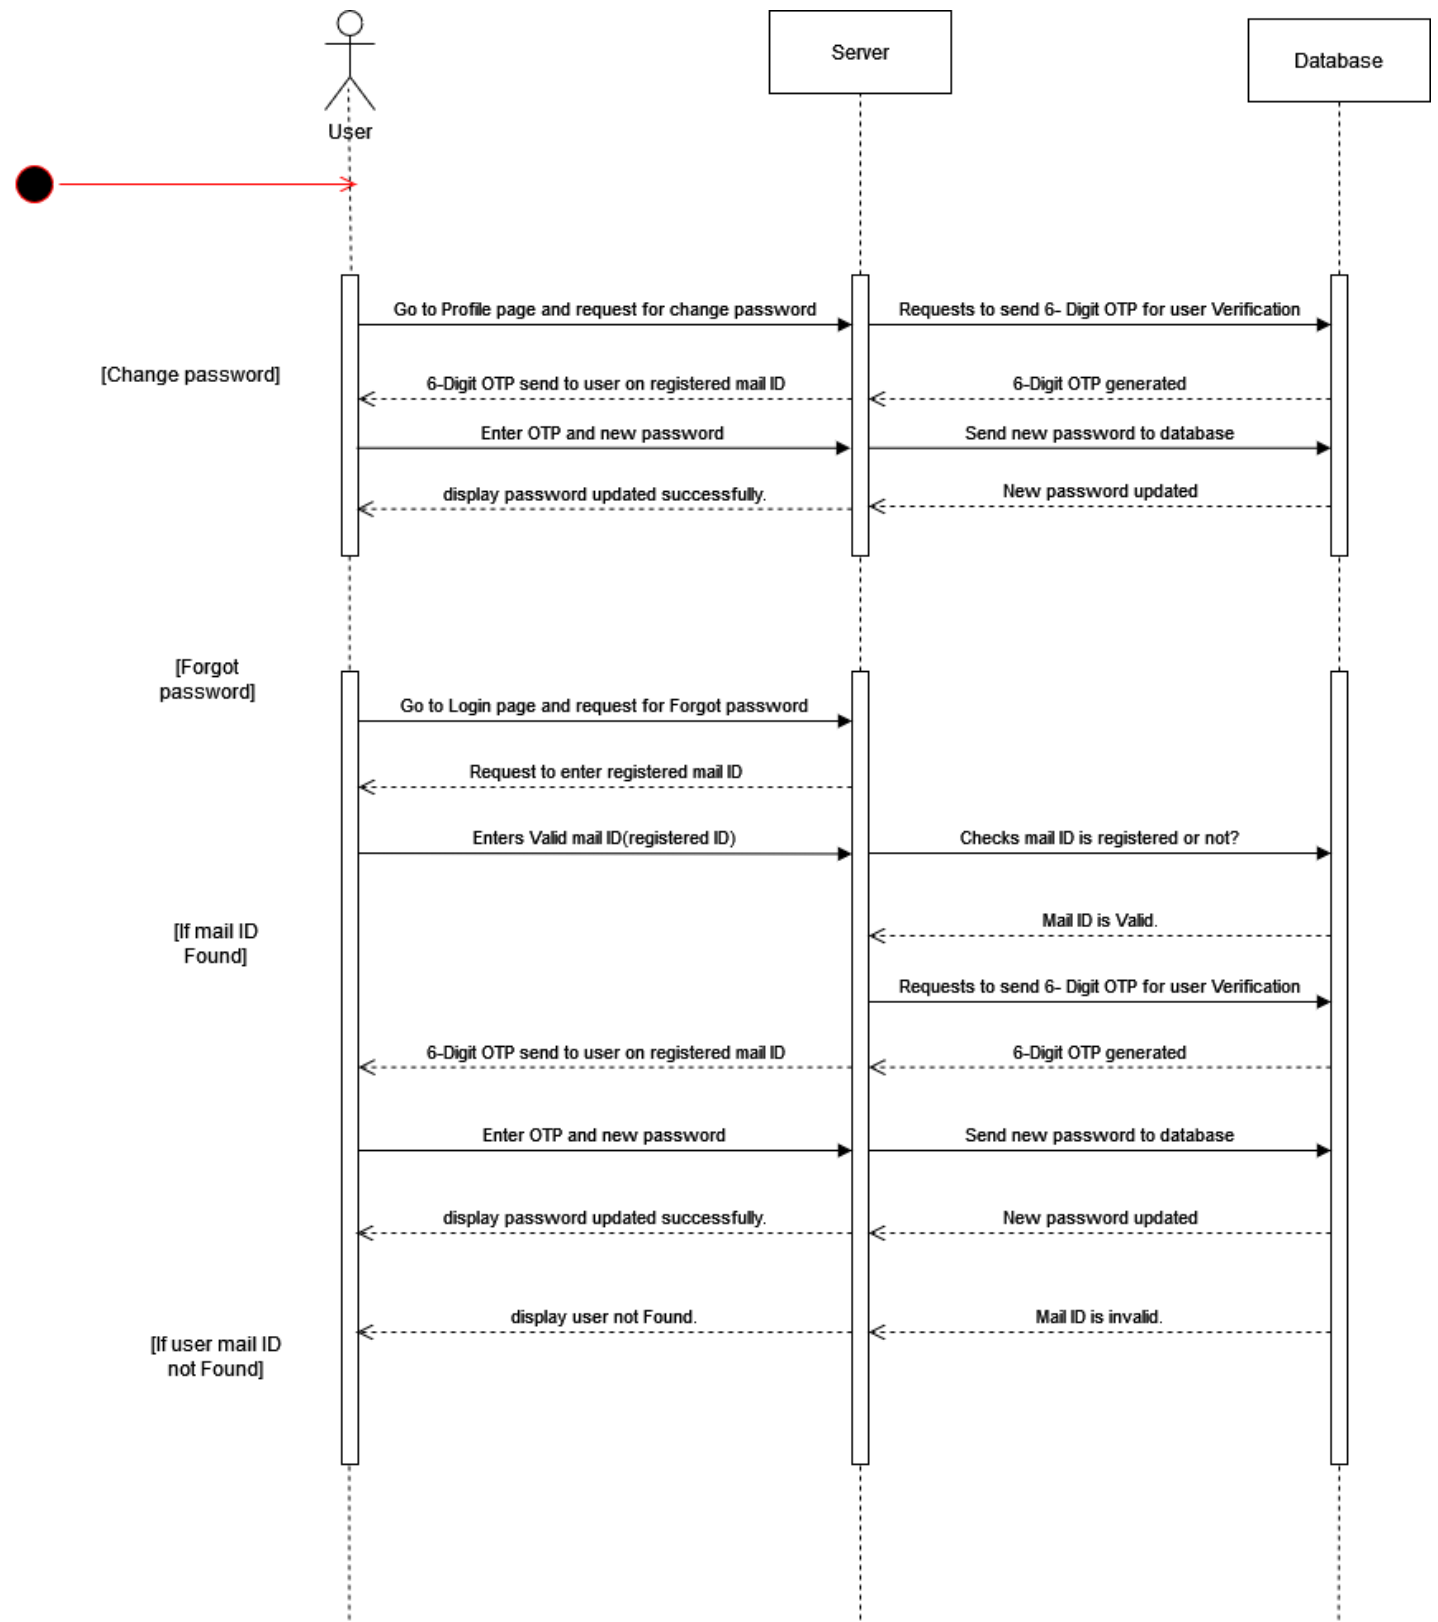 Server
Database
User
Go to Profile page and request for change password
Requests to send 6- Digit OTP for user Verification
[Change password]
6-Digit OTP send to user on registered mail ID
6-Digit OTP generated
Enter OTP and new password
Send new password to database
display password updated successfully.
New password updated
[Forgot
password]
Go to Login page and request for Forgot password
Request to enter registered mail ID
Enters Valid mail ID(registered ID)
Checks mail ID is registered or not?
[If mail ID
Found]
Mail ID is Valid.
Requests to send 6- Digit OTP for user Verification
6-Digit OTP send to user on registered mail ID
6-Digit OTP generated
Enter OTP and new password
Send new password to database
display password updated successfully.
New password updated
display user not Found.
Mail ID is invalid.
[If user mail ID
not Found]